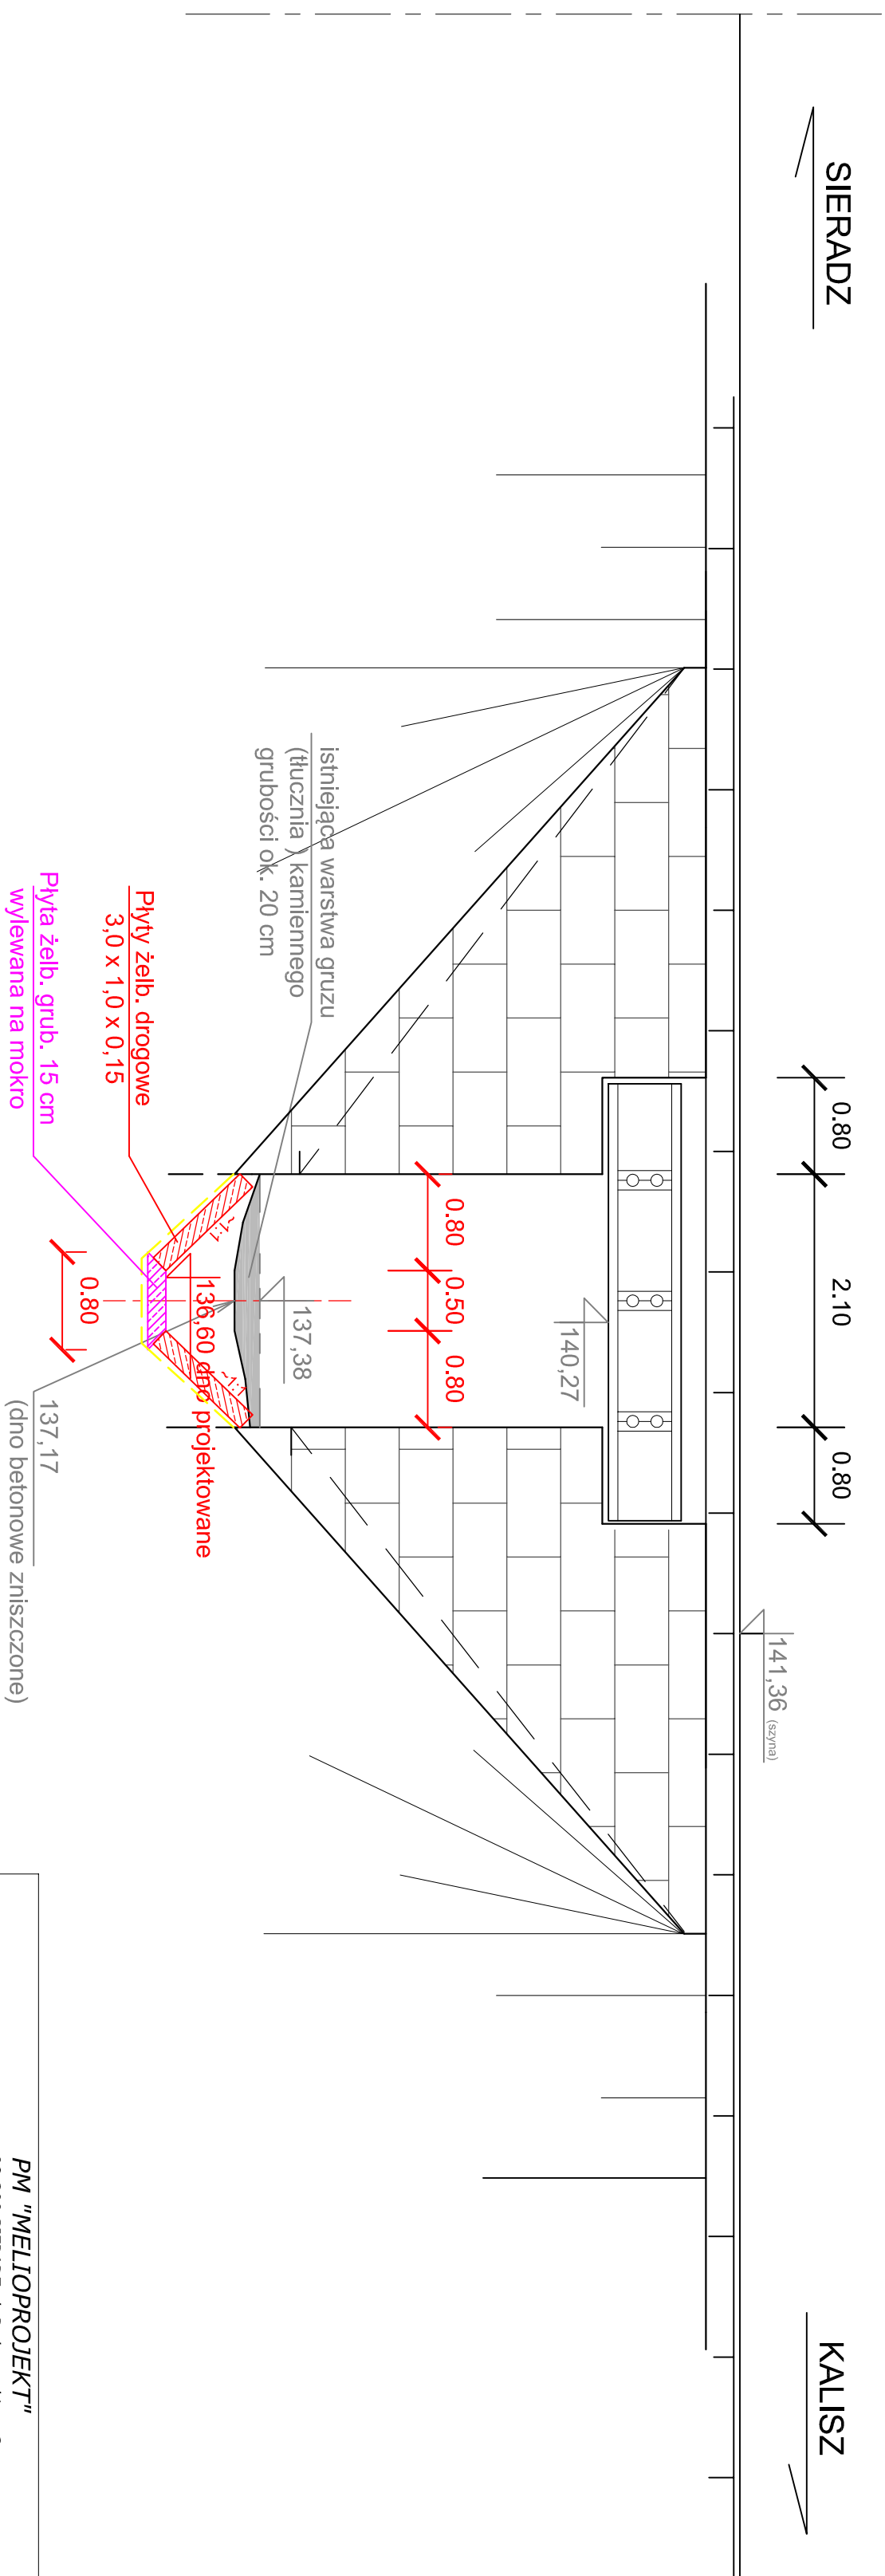 SIERADZ
KALISZ
0.80
2.10
0.80
141,36 (szyna)
140,27
0.80
0.50
0.80
137,38
istniejąca warstwa gruzu
(tłucznia ) kamiennego
grubości ok. 20 cm
~1:1
~1:1
136,60 dno projektowane
Płyty żelb. drogowe
3,0 x 1,0 x 0,15
0.80
Płyta żelb. grub. 15 cm
wylewana na mokro
137,17
(dno betonowe zniszczone)
PM "MELIOPROJEKT"